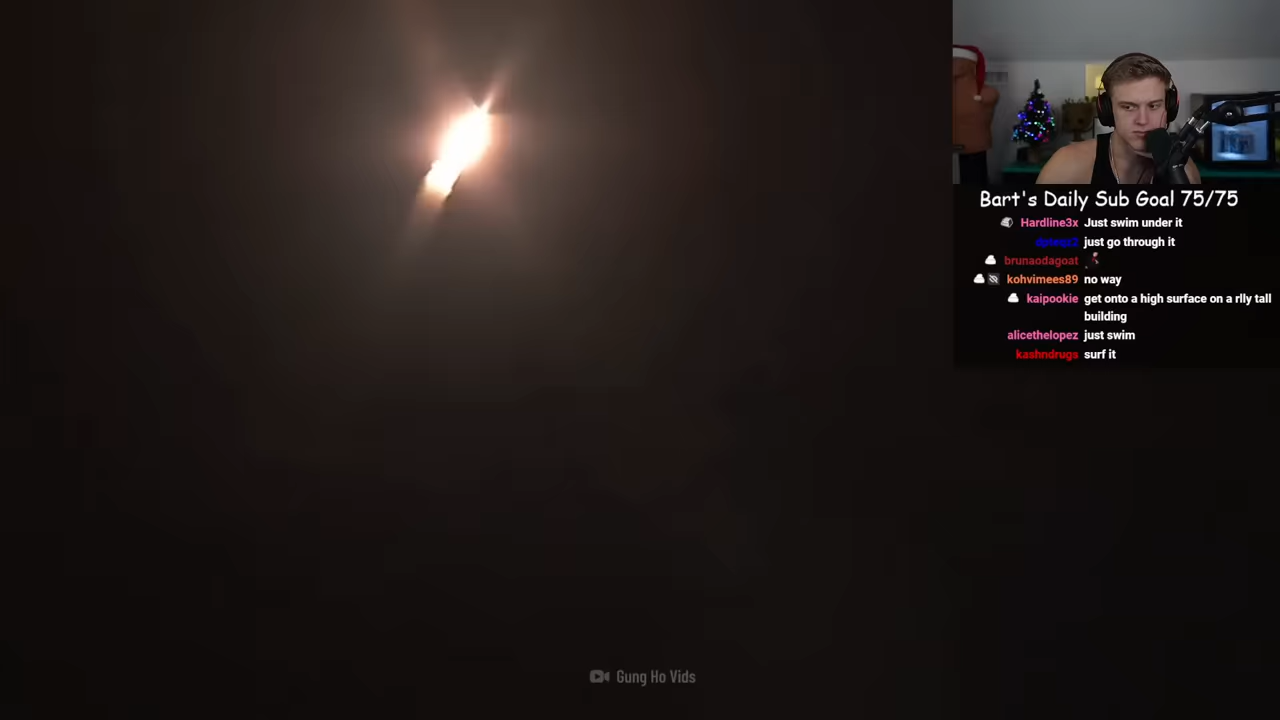 Bart's Daily Sub Goal 75/75
Hardline3x Just swim under it
just go through it
brunaodagoat
kohvimees89 no way
kaipookie get onto a high surface on a rlly tall
building
alicethelopez just swim
kashndrugs surf it
Gung Ho Vids